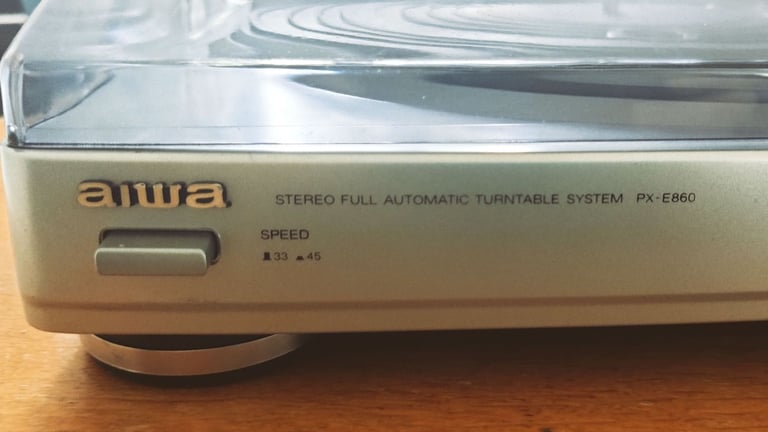 aiwa
STEREO FULL AUTOMATIC TURNTABLE SYSTEM PX-E860
SPEED
33 45